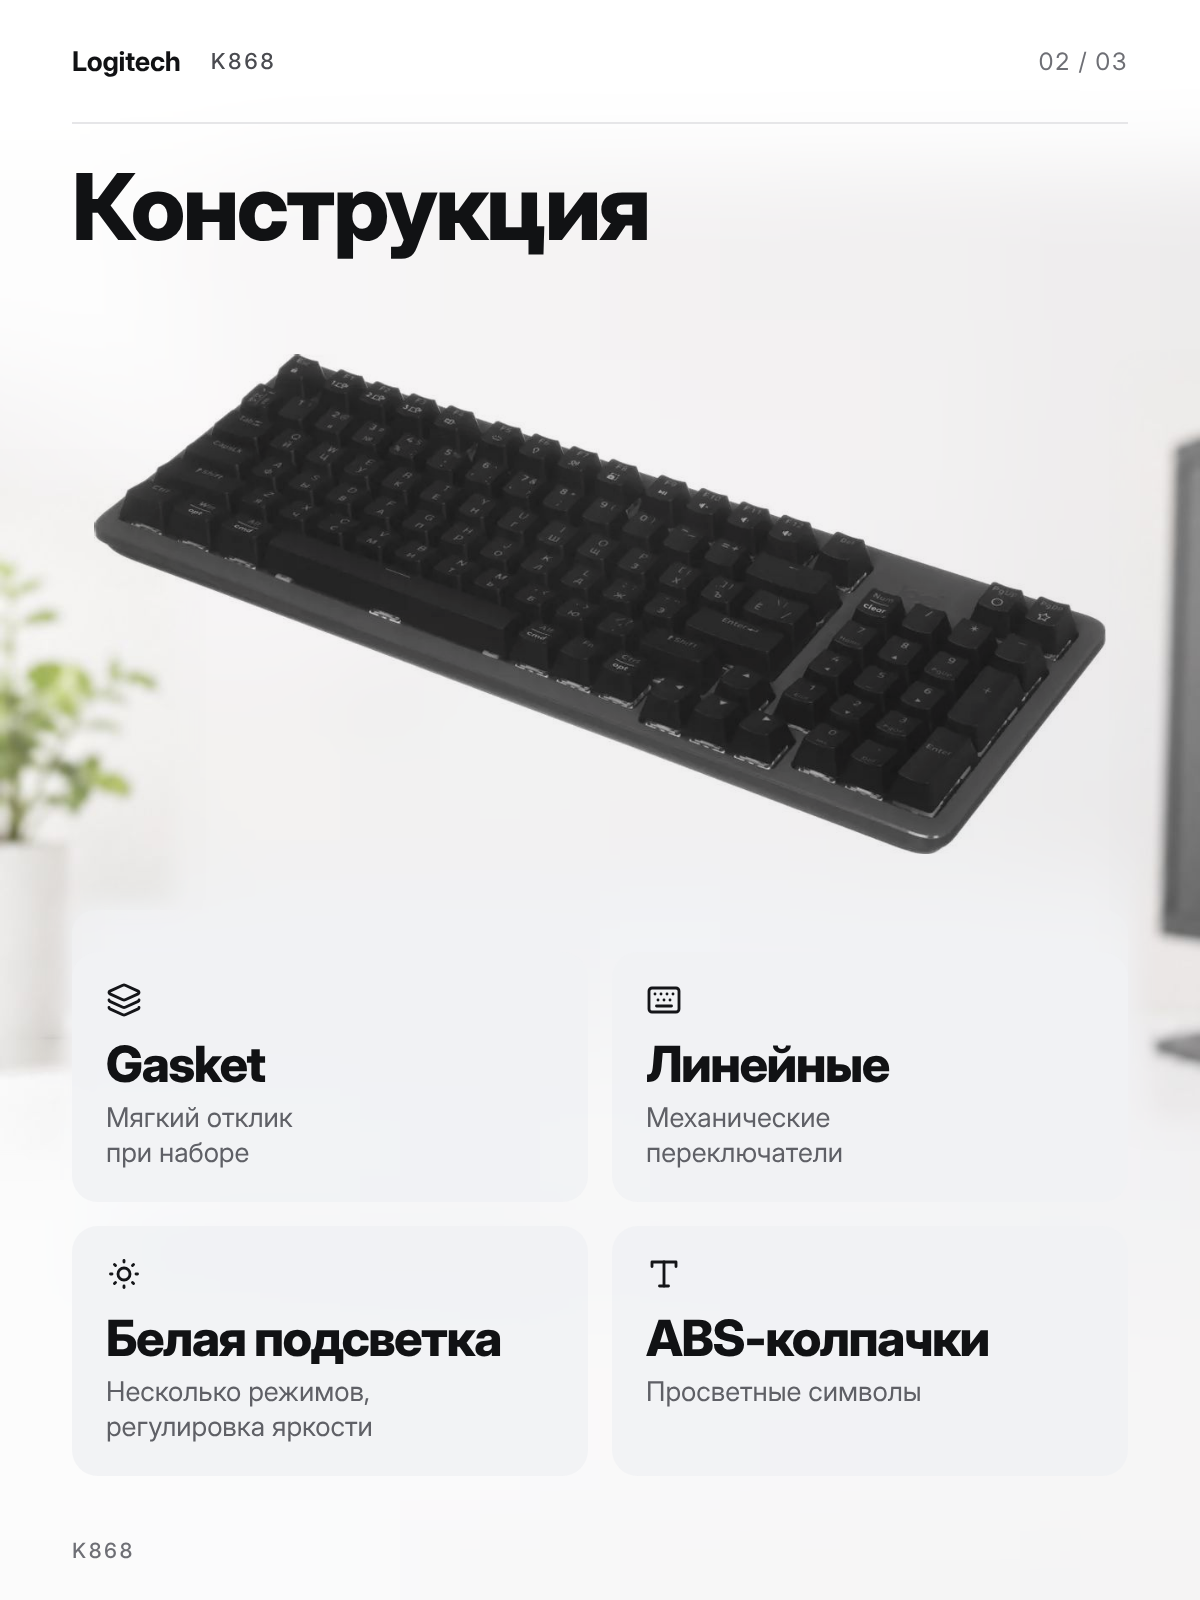 Logitech K868 02 / 03
Конструкция
Gasket
Мягкий отклик
при наборе
Линейные
Механические
переключатели
Белая подсветка
Несколько режимов,
регулировка яркости
ABS-колпачки
Просветные символы
K868